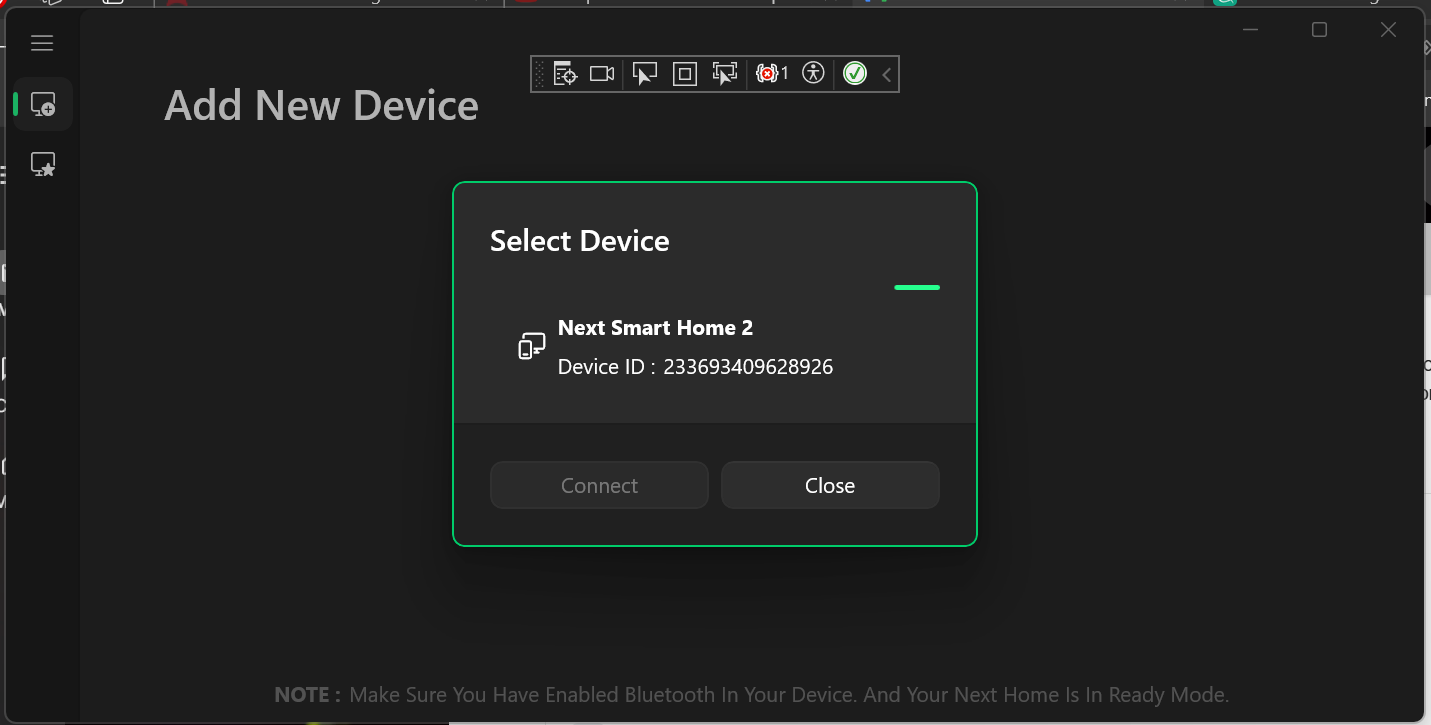 1
Add New Device
Select Device
Next Smart Home 2
Device ID : 233693409628926
Connect
Close
NOTE : Make Sure You Have Enabled Bluetooth In Your Device. And Your Next Home Is In Ready Mode.